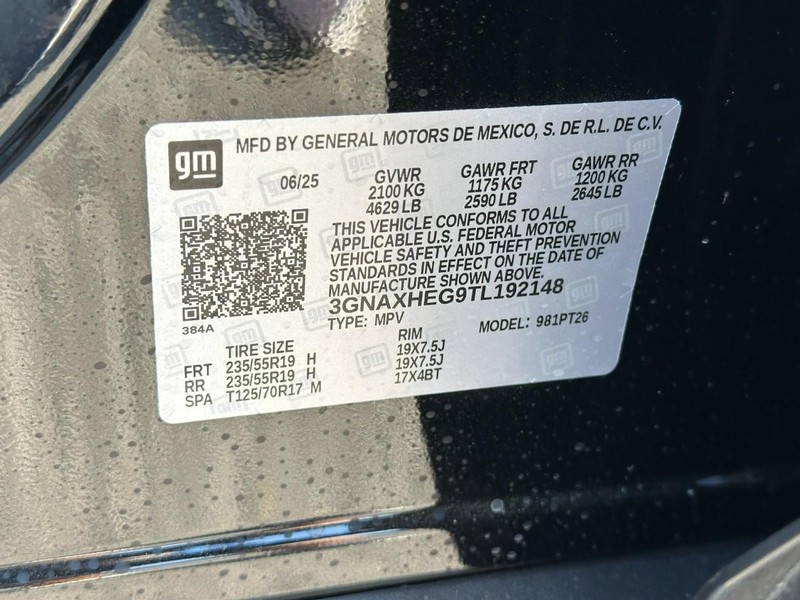 gm MFD BY GENERAL MOTORS DE MEXICO, S. DE R.L. DE C.V.
06/25 GVWR GAWR FRT GAWR RR
2100 KG 1175 KG 1200 KG
4629 LB 2590 LB 2645 LB
THIS VEHICLE CONFORMS TO ALL
APPLICABLE U.S. FEDERAL MOTOR
VEHICLE SAFETY AND THEFT PREVENTION
STANDARDS IN EFFECT ON THE DATE OF
MANUFACTURE SHOWN ABOVE.
3GNAXHEG9TL192148
384A
TYPE: MPV MODEL: 981PT26
TIRE SIZE RIM
FRT 235/55R19 H 19X7.5J
RR 235/55R19 H 19X7.5J
SPA T125/70R17 M 17X4BT